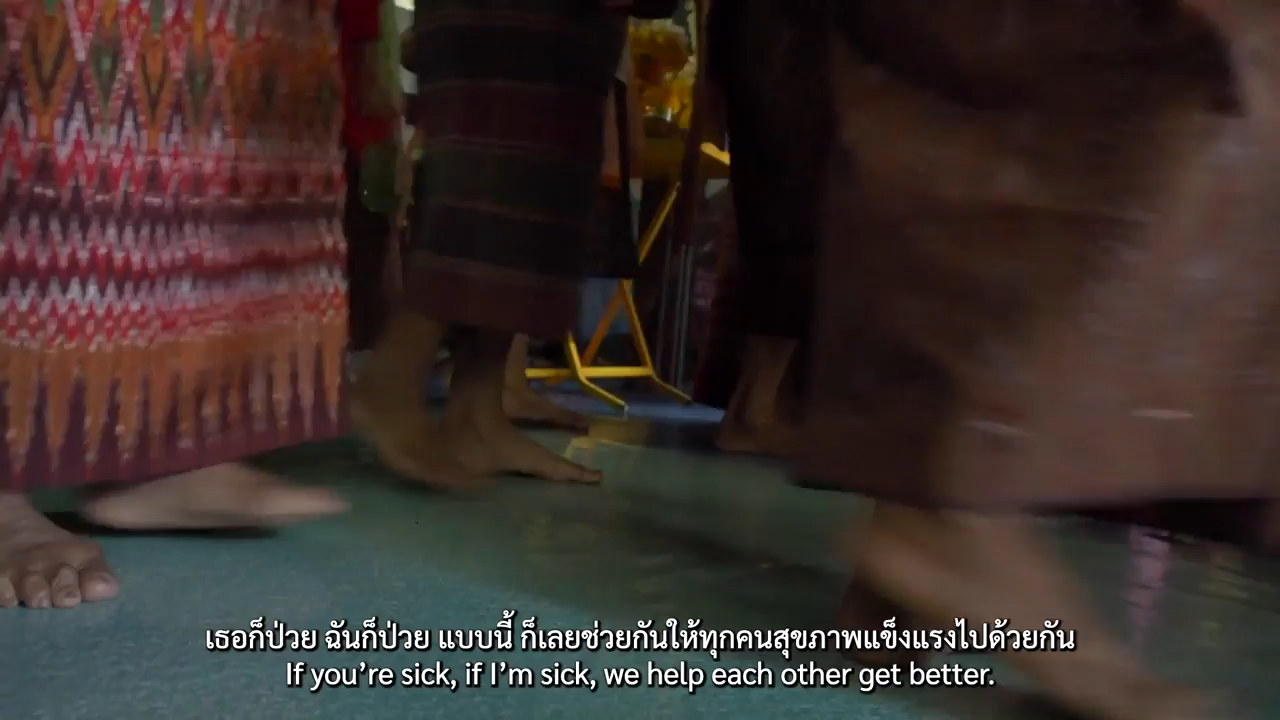 เธอก็ป่วย ฉันก็ป่วย แบบนี้ ก็เลยช่วยกันให้ทุกคนสุขภาพแข็งแรงไปด้วยกัน
If you’re sick, if I’m sick, we help each other get better.